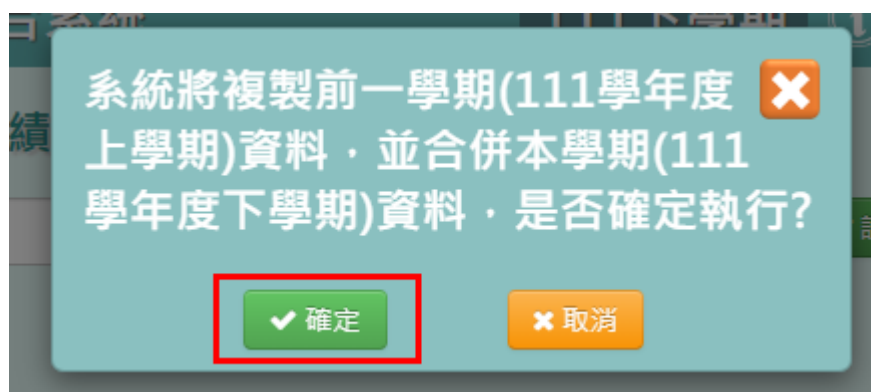 系統將複製前一學期(111學年度
上學期)資料，並合併本學期(111
學年度下學期)資料，是否確定執行?
確定
取消
績